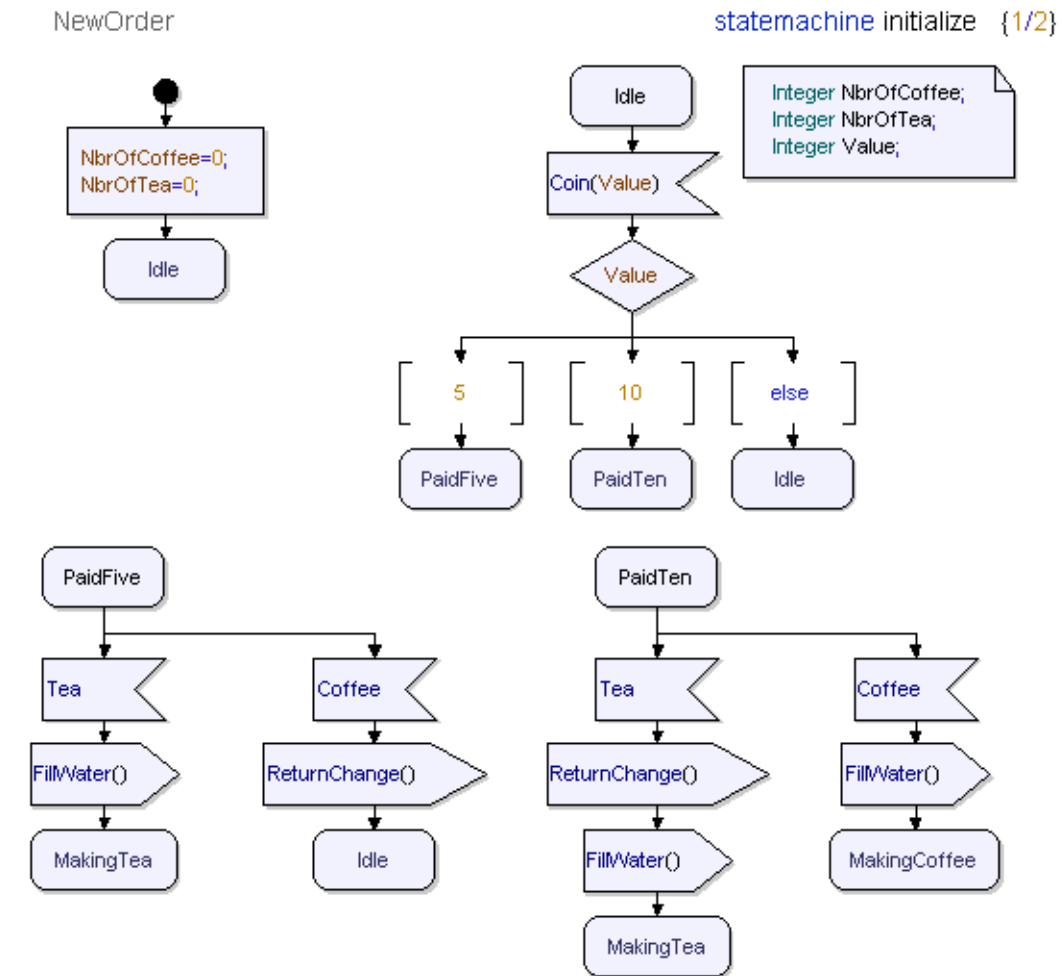 NewOrder
statemachine initialize {1/2}
Idle
Integer NbrOfCoffee;
Integer NbrOfTea;
Integer Value;
NbrOfCoffee=0;
NbrOfTea=0;
Coin(Value)
Idle
Value
5
10
else
PaidFive
PaidTen
Idle
PaidFive
PaidTen
Tea
Coffee
Tea
Coffee
FillWater()
ReturnChange()
ReturnChange()
FillWater()
MakingTea
Idle
FillWater()
MakingCoffee
MakingTea